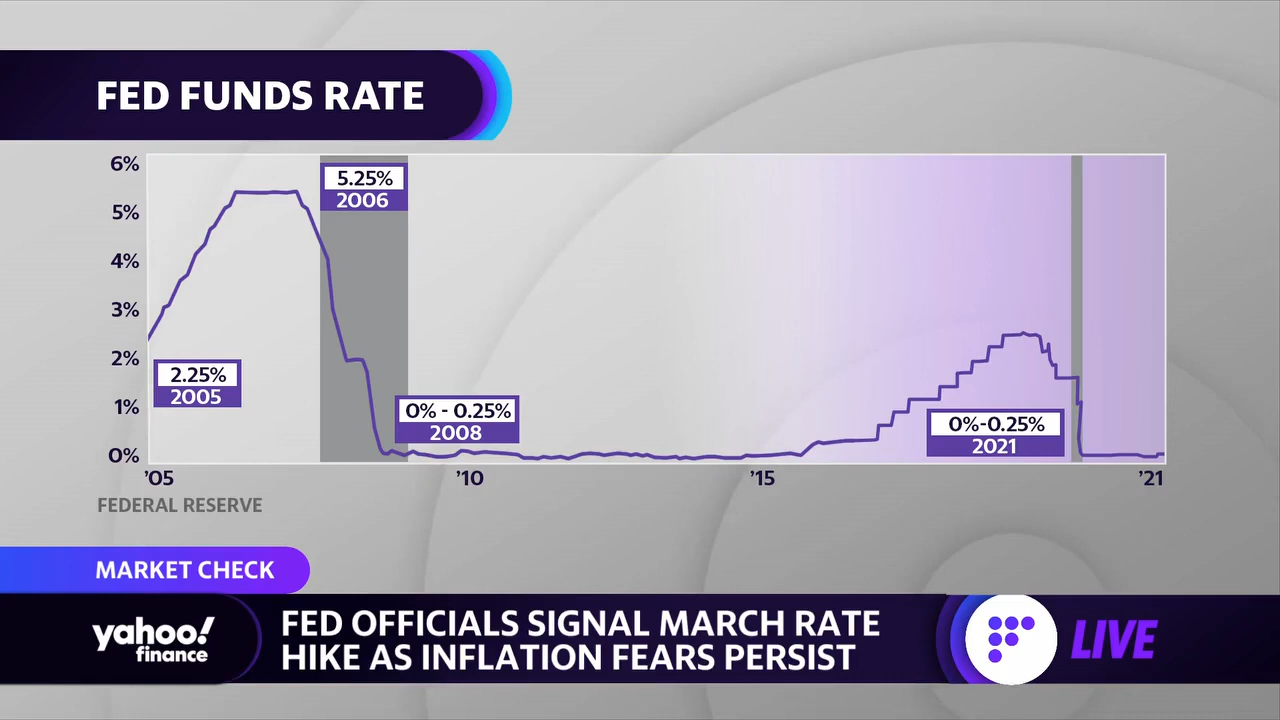 FED FUNDS RATE
6%
5%
4%
3%
2%
1%
0%
5.25%
2006
2.25%
2005
0% - 0.25%
2008
0%-0.25%
2021
’05
’10
’15
’21
FEDERAL RESERVE
MARKET CHECK
yahoo!
finance
FED OFFICIALS SIGNAL MARCH RATE
HIKE AS INFLATION FEARS PERSIST
LIVE